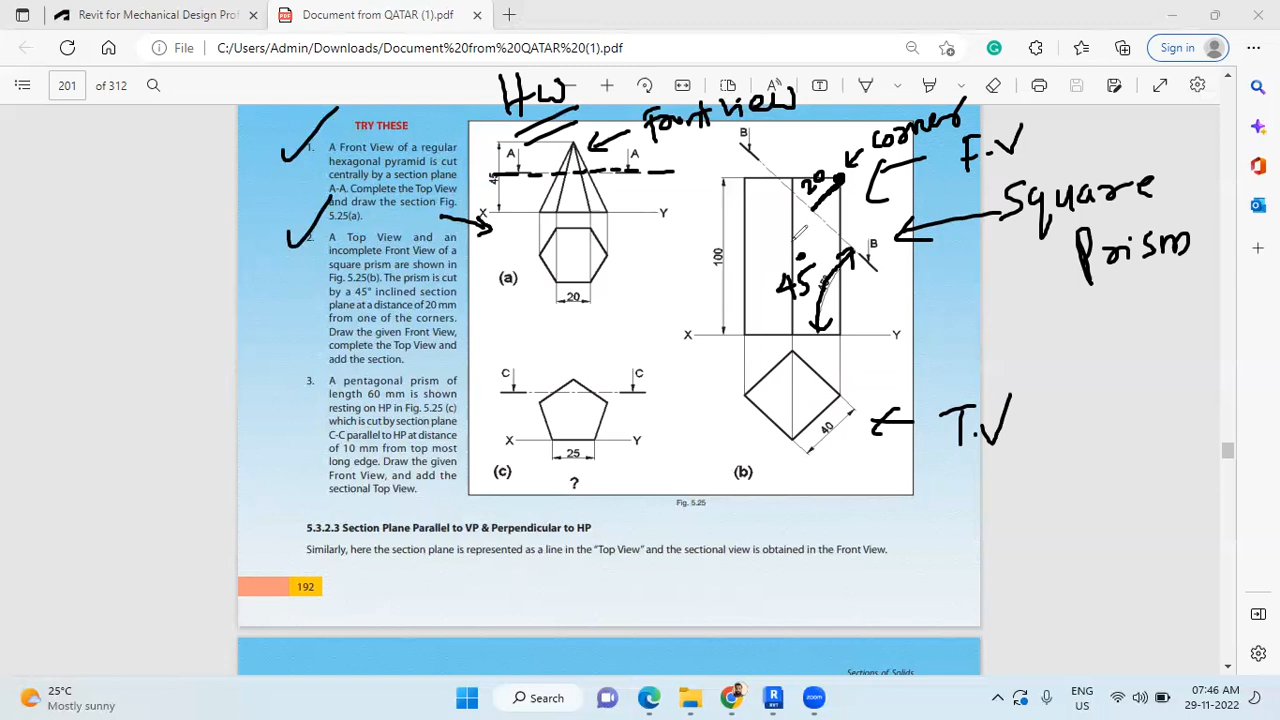 Revit for Mechanical Design Prof
Document from QATAR (1).pdf
File
C:/Users/Admin/Downloads/Document%20from%20QATAR%20(1).pdf
Sign in
201 of 312
HW
Front View
corner
F.V
Square
Prism
T.V
TRY THESE
1. A Front View of a regular
hexagonal pyramid is cut
centrally by a section plane
A-A. Complete the Top View
and draw the section Fig.
5.25(a).
2. A Top View and an
incomplete Front View of a
square prism are shown in
Fig. 5.25(b). The prism is cut
by a 45° inclined section
plane at a distance of 20 mm
from one of the corners.
Draw the given Front View,
complete the Top View and
add the section.
3. A pentagonal prism of
length 60 mm is shown
resting on HP in Fig. 5.25 (c)
which is cut by section plane
C-C parallel to HP at distance
of 10 mm from top most
long edge. Draw the given
Front View, and add the
sectional Top View.
A A
45
X Y
(a)
20
C C
X Y
25
(c)
?
B
20
B
100
45°
X Y
40
(b)
Fig. 5.25
5.3.2.3 Section Plane Parallel to VP & Perpendicular to HP
Similarly, here the section plane is represented as a line in the “Top View” and the sectional view is obtained in the Front View.
192
Sections of Solids
25°C
Mostly sunny
Search
ENG
US
07:46 AM
29-11-2022